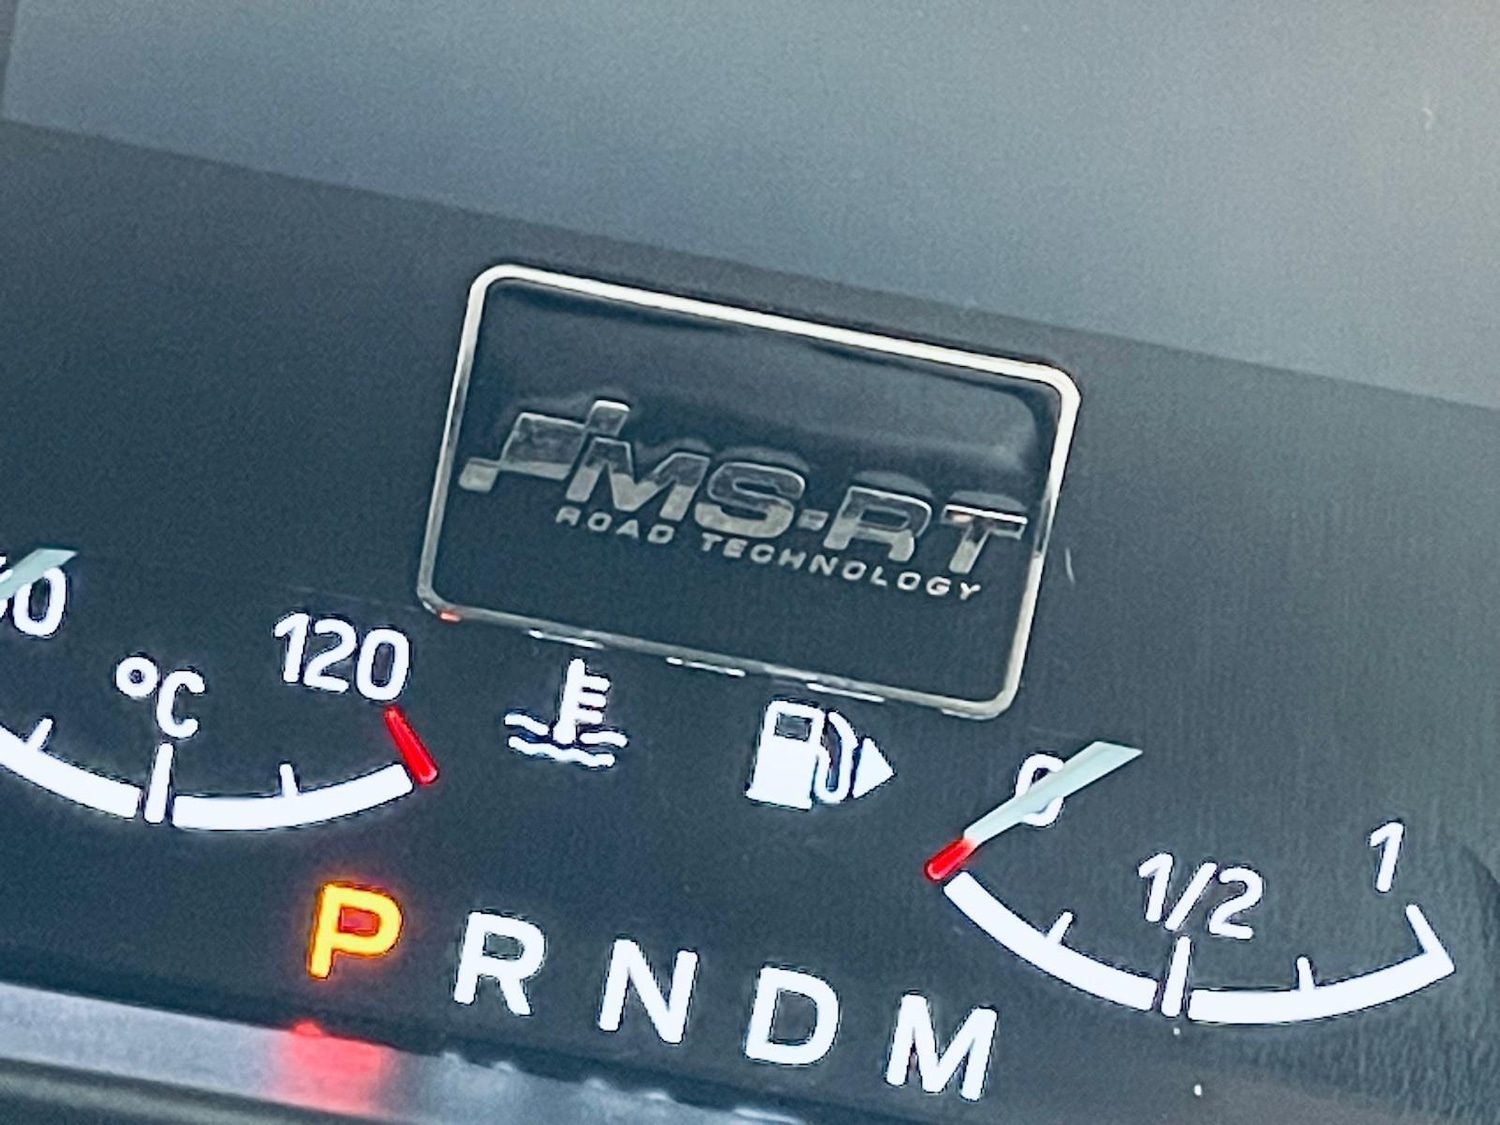 MS-RT
ROAD TECHNOLOGY
120
°C
0
1/2
1
P R N D M